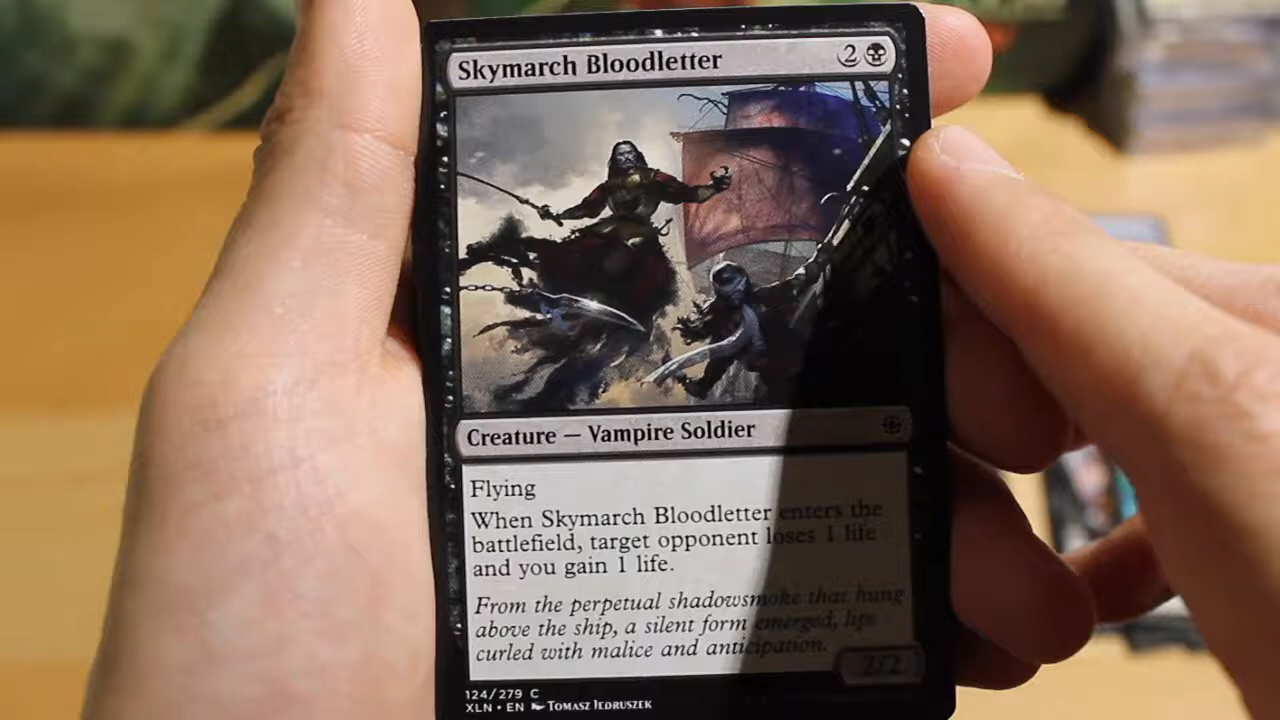 Skymarch Bloodletter 2
Creature — Vampire Soldier
Flying
When Skymarch Bloodletter enters the
battlefield, target opponent loses 1 life
and you gain 1 life.
From the perpetual shadowsmoke that hung
above the ship, a silent form emerged, lips
curled with malice and anticipation.
2/2
124/279 C
XLN • EN Tomasz Jedruszek